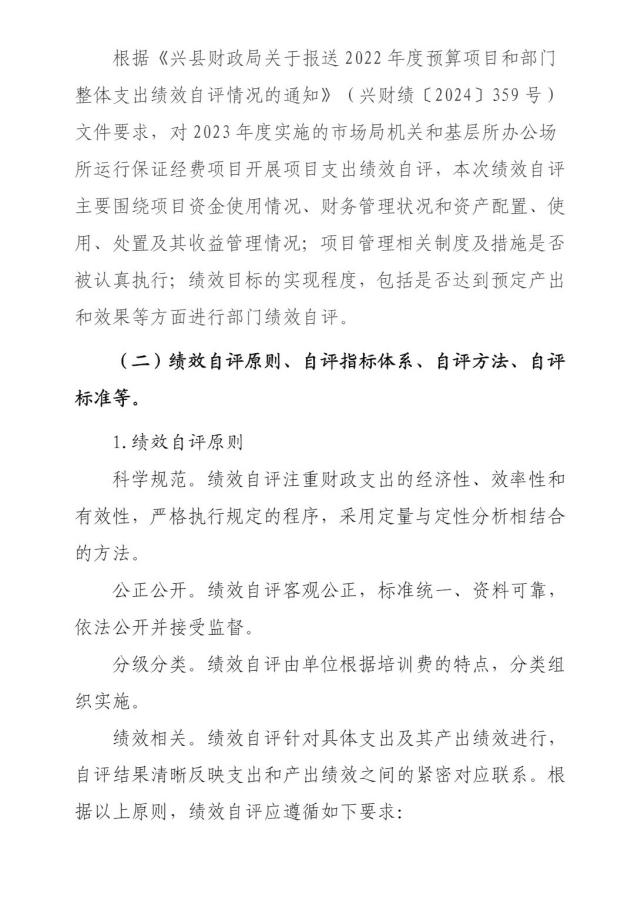 根据《兴县财政局关于报送 2022 年度预算项目和部门
整体支出绩效自评情况的通知》（兴财绩〔2024〕359 号）
文件要求，对 2023 年度实施的市场局机关和基层所办公场
所运行保证经费项目开展项目支出绩效自评，本次绩效自评
主要围绕项目资金使用情况、财务管理状况和资产配置、使
用、处置及其收益管理情况；项目管理相关制度及措施是否
被认真执行；绩效目标的实现程度，包括是否达到预定产出
和效果等方面进行部门绩效自评。
（二）绩效自评原则、自评指标体系、自评方法、自评
标准等。
1.绩效自评原则
科学规范。绩效自评注重财政支出的经济性、效率性和
有效性，严格执行规定的程序，采用定量与定性分析相结合
的方法。
公正公开。绩效自评客观公正，标准统一、资料可靠，
依法公开并接受监督。
分级分类。绩效自评由单位根据培训费的特点，分类组
织实施。
绩效相关。绩效自评针对具体支出及其产出绩效进行，
自评结果清晰反映支出和产出绩效之间的紧密对应联系。根
据以上原则，绩效自评应遵循如下要求：